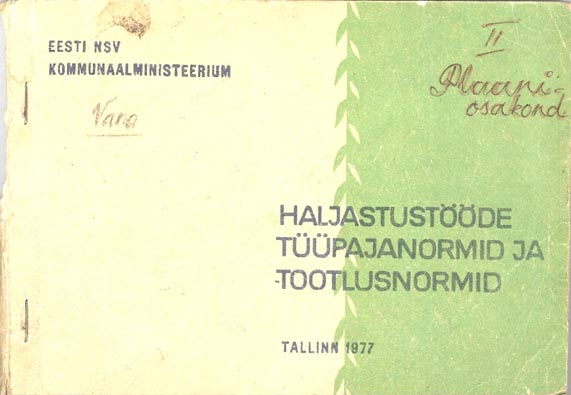 EESTI NSV
KOMMUNAALMINISTEERIUM
Vana
II
Plaani-
osakond
HALJASTUSTÖÖDE
TÜÜPAJANORMID JA
TOOTLUSNORMID
TALLINN 1977